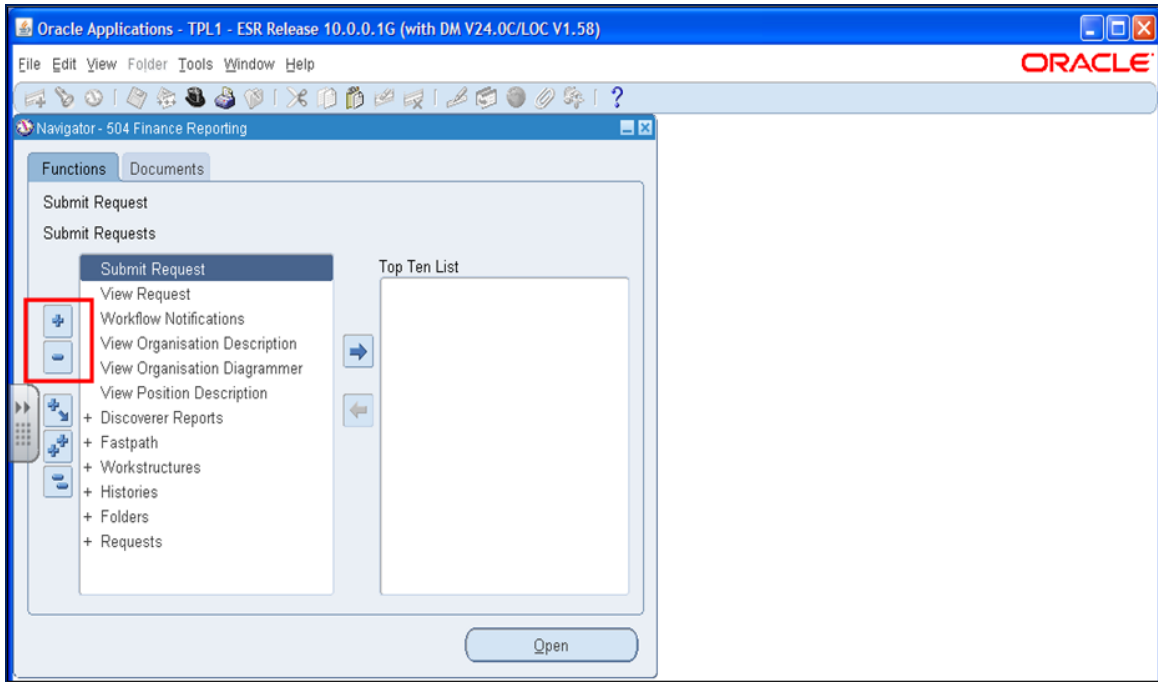 Oracle Applications - TPL1 - ESR Release 10.0.0.1G (with DM V24.0C/LOC V1.58)
File Edit View Folder Tools Window Help
ORACLE
Navigator - 504 Finance Reporting
Functions Documents
Submit Request
Submit Requests
Top Ten List
Submit Request
View Request
Workflow Notifications
View Organisation Description
View Organisation Diagrammer
View Position Description
+ Discoverer Reports
+ Fastpath
+ Workstructures
+ Histories
+ Folders
+ Requests
Open